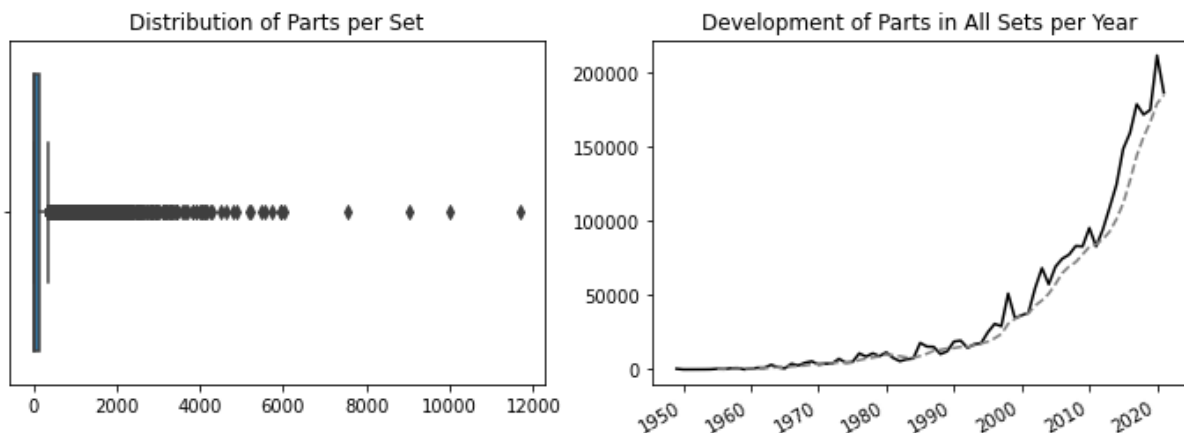 Distribution of Parts per Set
0 2000 4000 6000 8000 10000 12000
Development of Parts in All Sets per Year
200000
150000
100000
50000
0
1950 1960 1970 1980 1990 2000 2010 2020